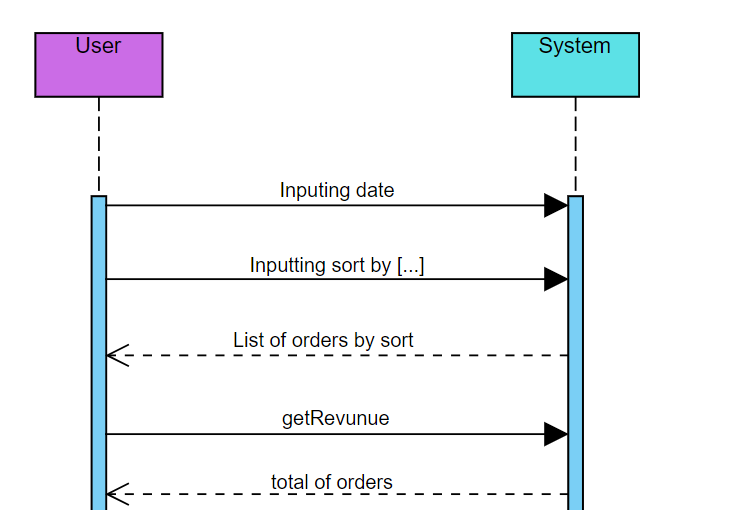 User
System
Inputing date
Inputting sort by [...]
List of orders by sort
getRevunue
total of orders